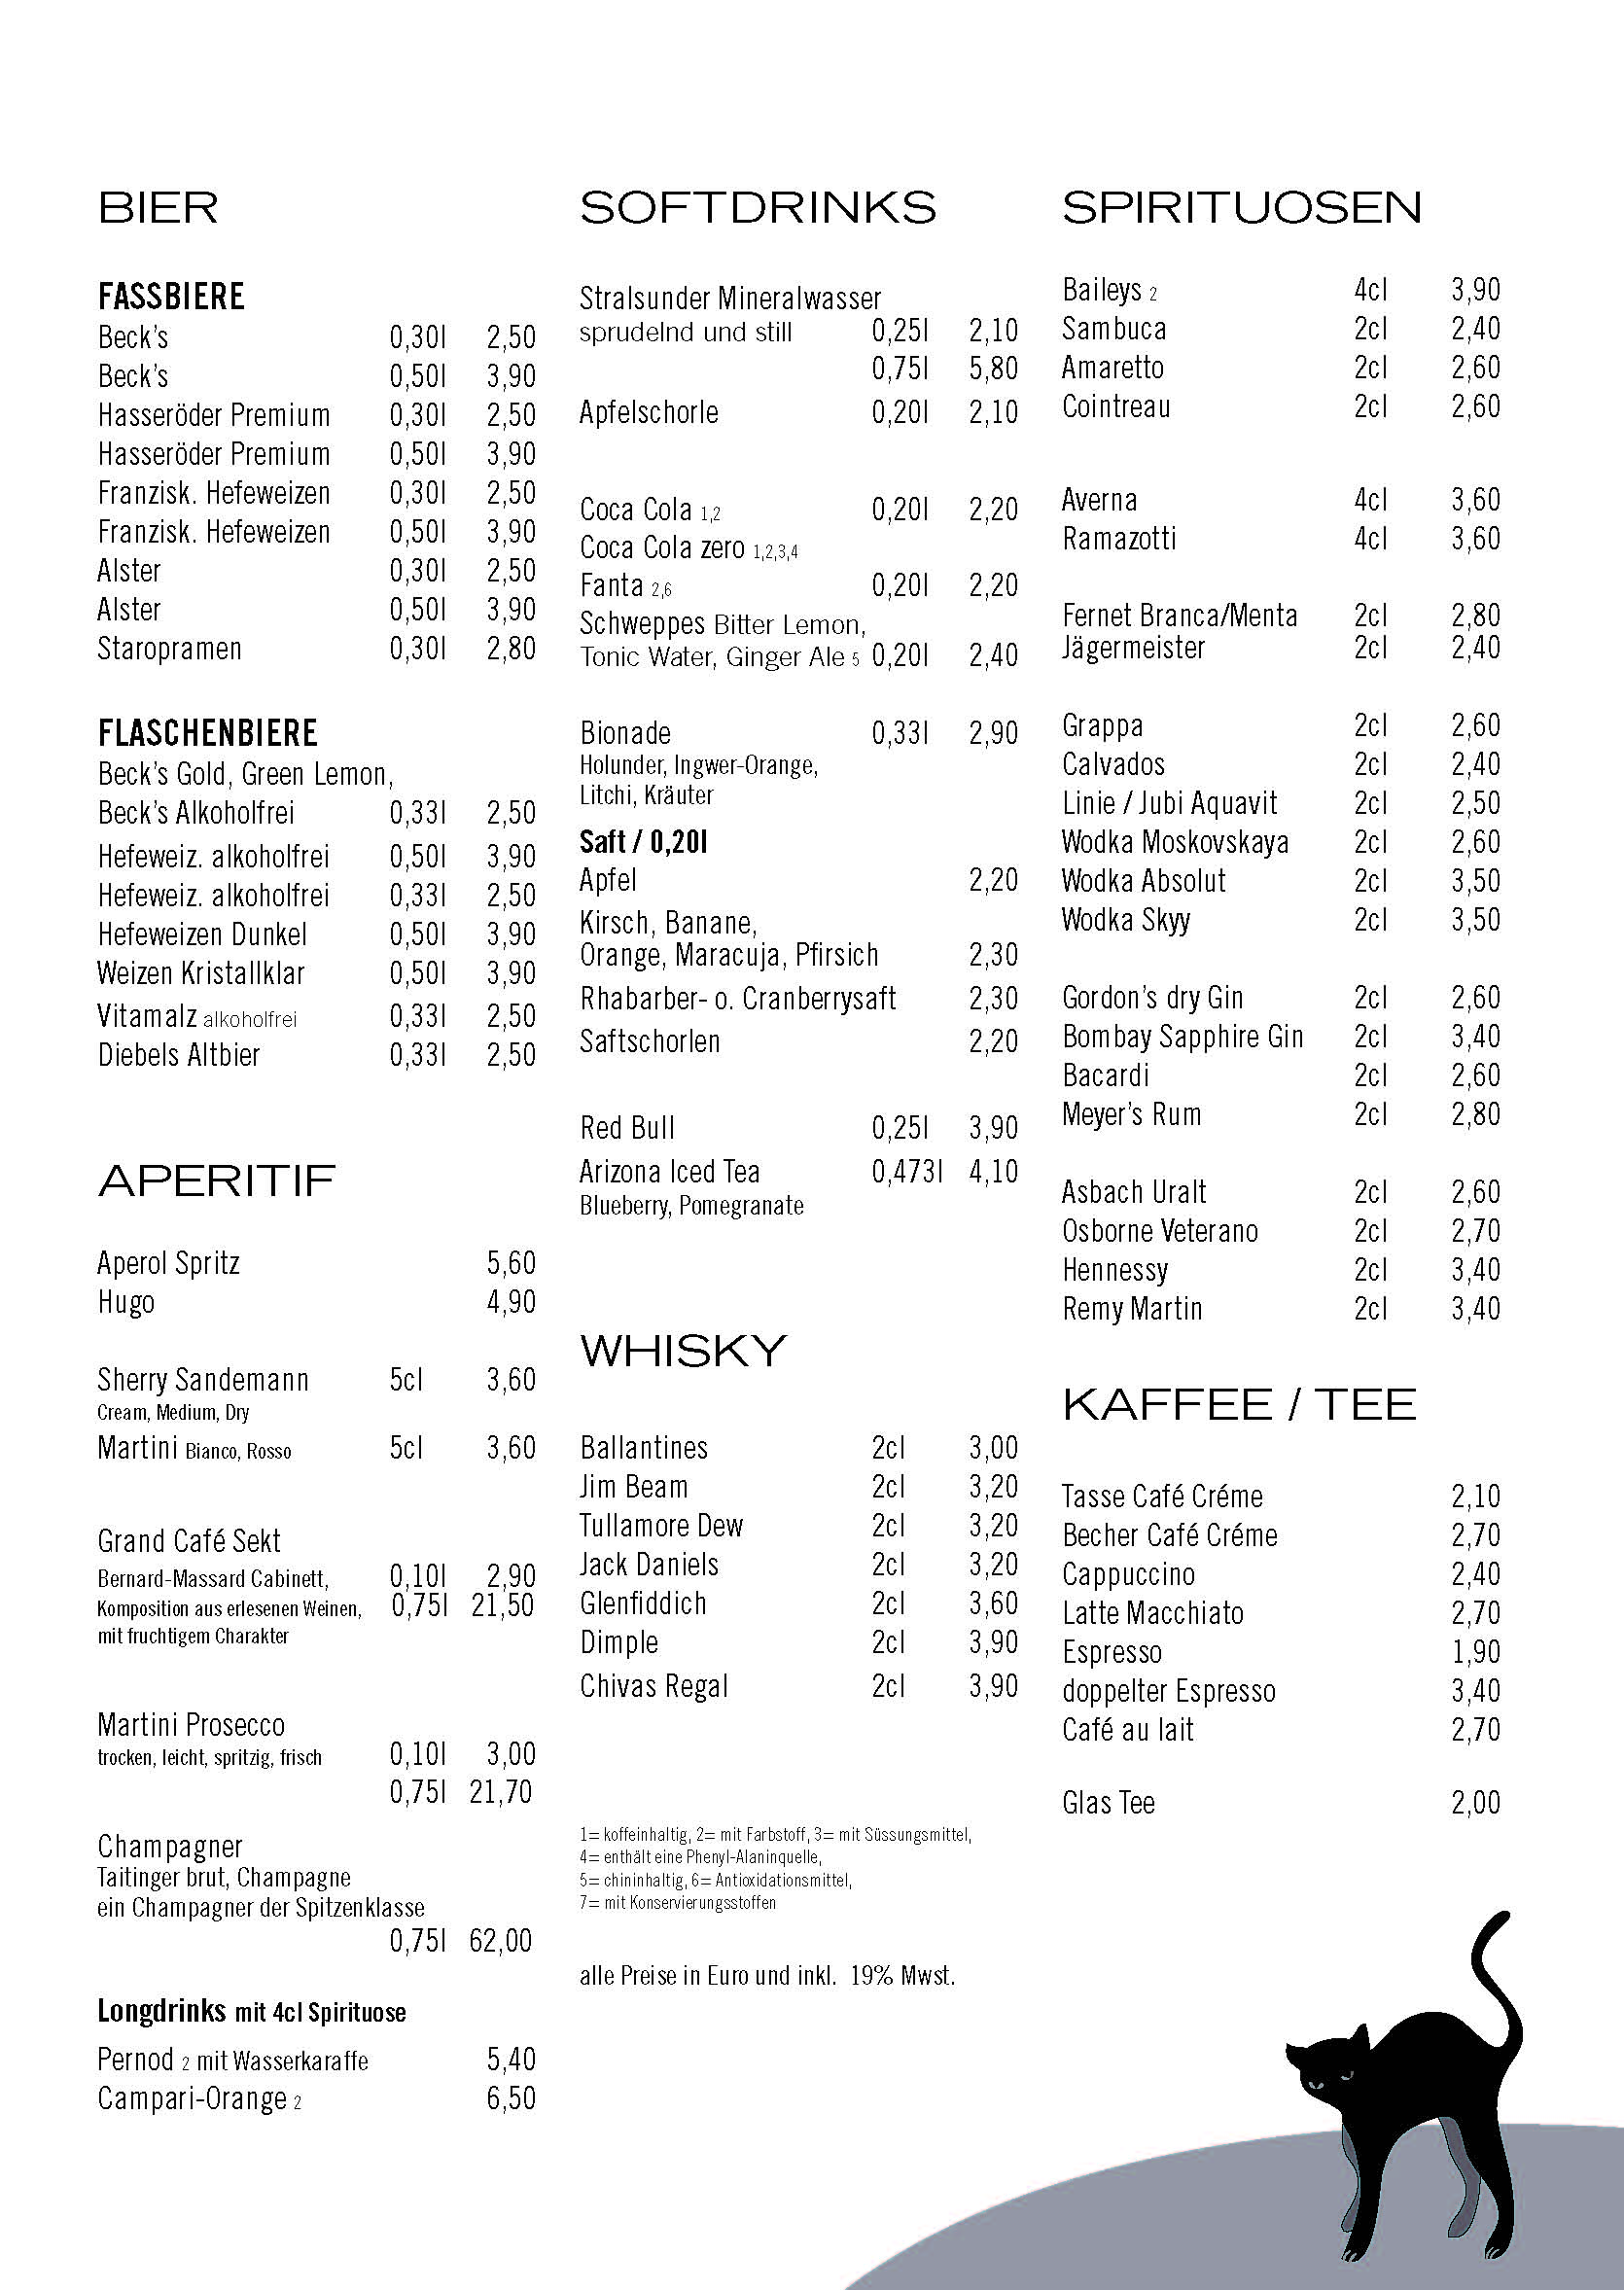 BIER
FASSBIERE
Beck's 0,30l 2,50
Beck's 0,50l 3,90
Hasseröder Premium 0,30l 2,50
Hasseröder Premium 0,50l 3,90
Franzisk. Hefeweizen 0,30l 2,50
Franzisk. Hefeweizen 0,50l 3,90
Alster 0,30l 2,50
Alster 0,50l 3,90
Staropramen 0,30l 2,80
FLASCHENBIERE
Beck's Gold, Green Lemon,
Beck's Alkoholfrei 0,33l 2,50
Hefeweiz. alkoholfrei 0,50l 3,90
Hefeweiz. alkoholfrei 0,33l 2,50
Hefeweizen Dunkel 0,50l 3,90
Weizen Kristallklar 0,50l 3,90
Vitamalz alkoholfrei 0,33l 2,50
Diebels Altbier 0,33l 2,50
APERITIF
Aperol Spritz 5,60
Hugo 4,90
Sherry Sandemann 5cl 3,60
Cream, Medium, Dry
Martini Bianco, Rosso 5cl 3,60
Grand Café Sekt
Bernard-Massard Cabinett, 0,10l 2,90
Komposition aus erlesenen Weinen, 0,75l 21,50
mit fruchtigem Charakter
Martini Prosecco
trocken, leicht, spritzig, frisch 0,10l 3,00
0,75l 21,70
Champagner
Taitinger brut, Champagne
ein Champagner der Spitzenklasse
0,75l 62,00
Longdrinks mit 4cl Spirituose
Pernod 2 mit Wasserkaraffe 5,40
Campari-Orange 2 6,50
SOFTDRINKS
Stralsunder Mineralwasser
sprudelnd und still 0,25l 2,10
0,75l 5,80
Apfelschorle 0,20l 2,10
Coca Cola 1,2 0,20l 2,20
Coca Cola zero 1,2,3,4
Fanta 2,6 0,20l 2,20
Schweppes Bitter Lemon,
Tonic Water, Ginger Ale 5 0,20l 2,40
Bionade 0,33l 2,90
Holunder, Ingwer-Orange,
Litchi, Kräuter
Saft / 0,20l
Apfel 2,20
Kirsch, Banane,
Orange, Maracuja, Pfirsich 2,30
Rhabarber- o. Cranberrysaft 2,30
Saftschorlen 2,20
Red Bull 0,25l 3,90
Arizona Iced Tea 0,473l 4,10
Blueberry, Pomegranate
WHISKY
Ballantines 2cl 3,00
Jim Beam 2cl 3,20
Tullamore Dew 2cl 3,20
Jack Daniels 2cl 3,20
Glenfiddich 2cl 3,60
Dimple 2cl 3,90
Chivas Regal 2cl 3,90
1= koffeinhaltig, 2= mit Farbstoff, 3= mit Süssungsmittel,
4= enthält eine Phenyl-Alaninquelle,
5= chininhaltig, 6= Antioxidationsmittel,
7= mit Konservierungsstoffen
alle Preise in Euro und inkl. 19% Mwst.
SPIRITUOSEN
Baileys 2 4cl 3,90
Sambuca 2cl 2,40
Amaretto 2cl 2,60
Cointreau 2cl 2,60
Averna 4cl 3,60
Ramazotti 4cl 3,60
Fernet Branca/Menta 2cl 2,80
Jägermeister 2cl 2,40
Grappa 2cl 2,60
Calvados 2cl 2,40
Linie / Jubi Aquavit 2cl 2,50
Wodka Moskovskaya 2cl 2,60
Wodka Absolut 2cl 3,50
Wodka Skyy 2cl 3,50
Gordon's dry Gin 2cl 2,60
Bombay Sapphire Gin 2cl 3,40
Bacardi 2cl 2,60
Meyer's Rum 2cl 2,80
Asbach Uralt 2cl 2,60
Osborne Veterano 2cl 2,70
Hennessy 2cl 3,40
Remy Martin 2cl 3,40
KAFFEE / TEE
Tasse Café Créme 2,10
Becher Café Créme 2,70
Cappuccino 2,40
Latte Macchiato 2,70
Espresso 1,90
doppelter Espresso 3,40
Café au lait 2,70
Glas Tee 2,00